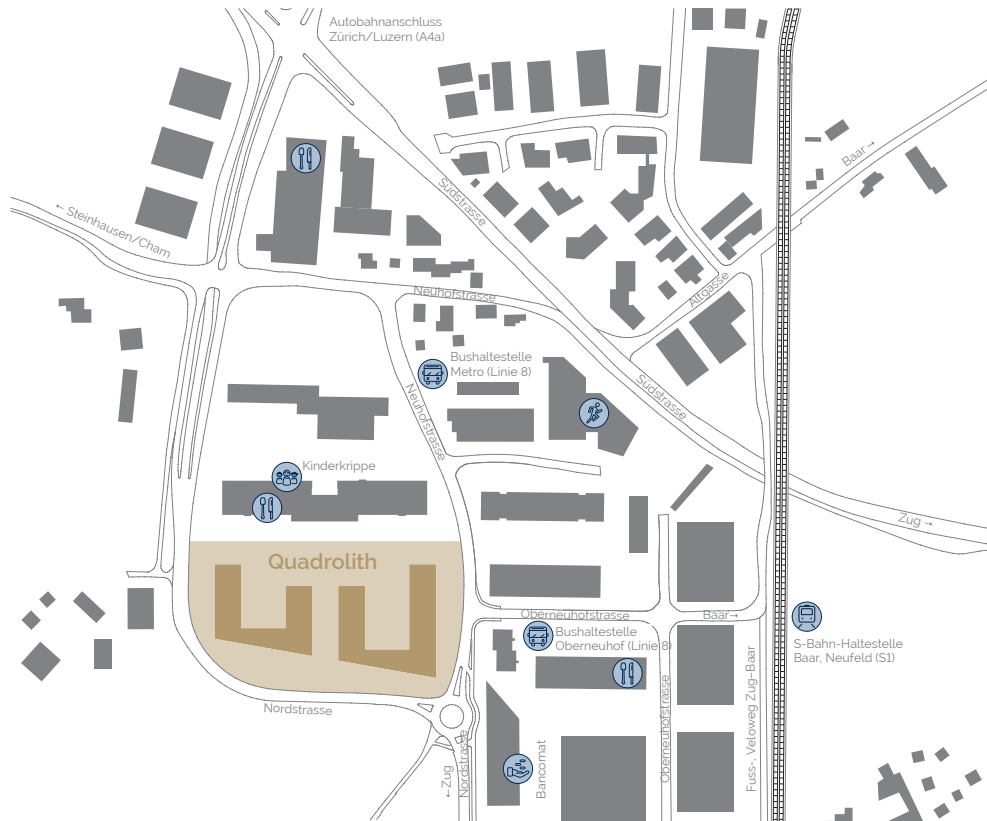 Autobahnanschluss
Zürich/Luzern (A4a)
Baar→
Südstrasse
← Steinhausen/Cham
Altgasse
Neuhofstrasse
Bushaltestelle
Metro (Linie 8)
Südstrasse
Neuhofstrasse
Kinderkrippe
Zug →
Quadrolith
Oberneuhofstrasse
Baar→
Bushaltestelle
Oberneuhof (Linie 8)
S-Bahn-Haltestelle
Baar, Neufeld (S1)
Nordstrasse
Oberneuhofstrasse
Fuss-, Veloweg Zug–Baar
Nordstrasse
←Zug
Bancomat